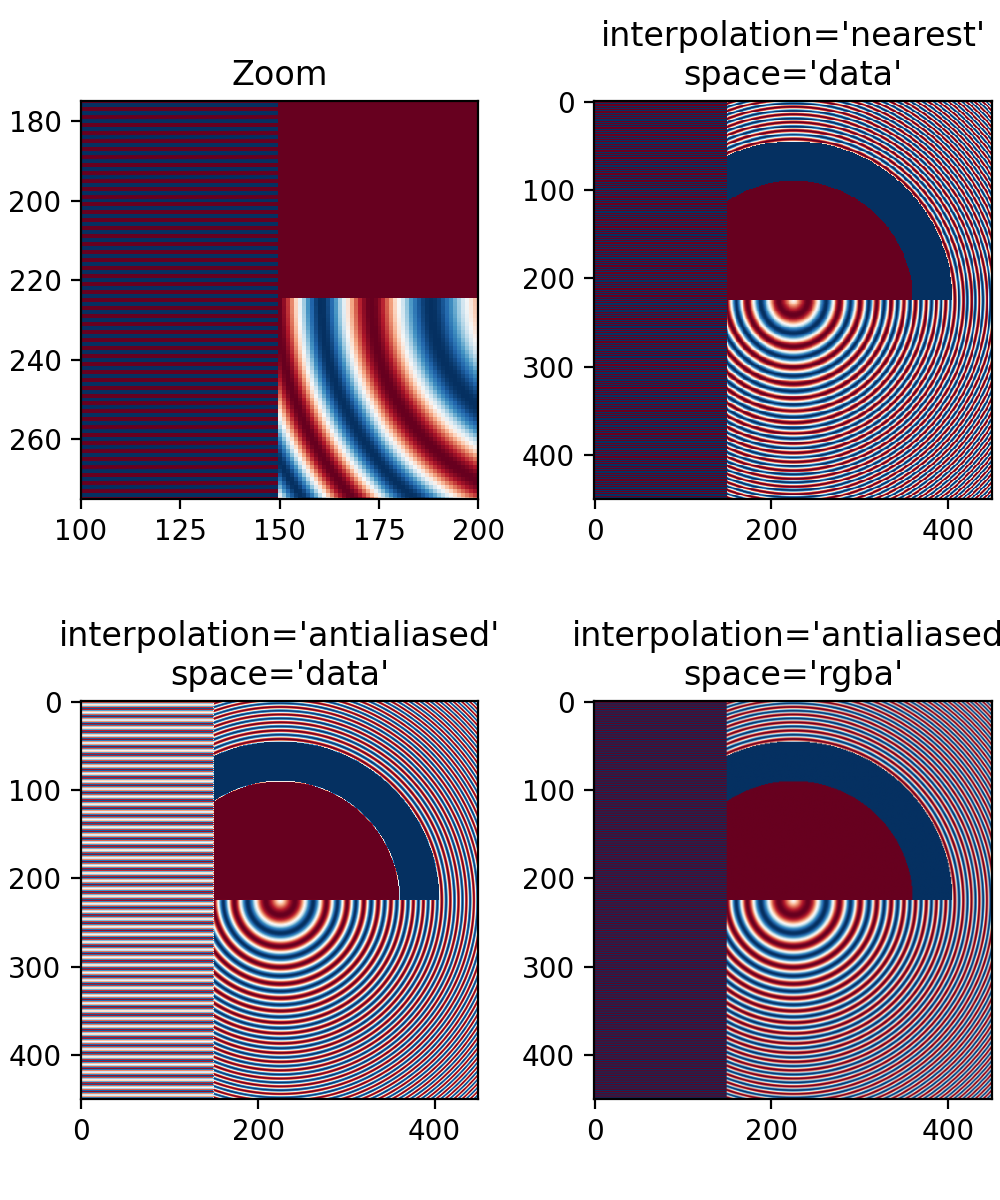 Zoom
180
200
220
240
260
100 125 150 175 200
interpolation='nearest'
space='data'
0
100
200
300
400
0 200 400
interpolation='antialiased'
space='data'
0
100
200
300
400
0 200 400
interpolation='antialiased
space='rgba'
0
100
200
300
400
0 200 400